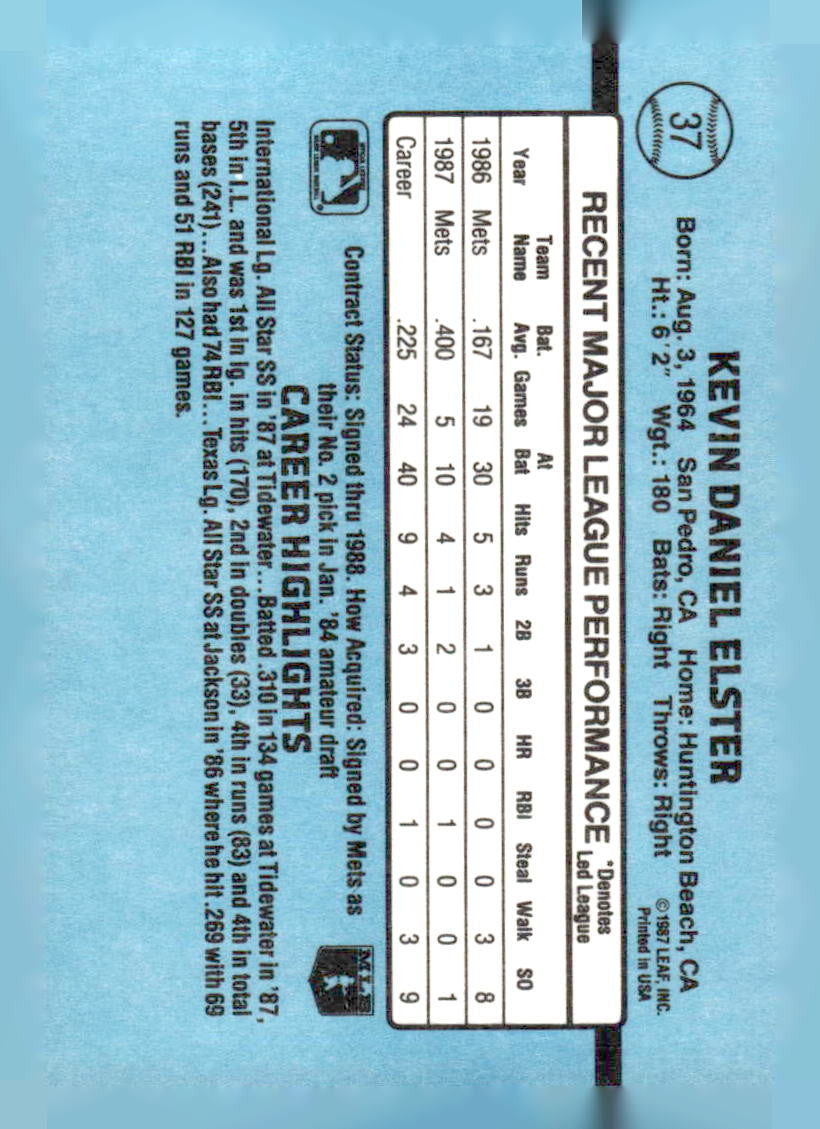 37
KEVIN DANIEL ELSTER
Born: Aug. 3, 1964 San Pedro, CA Home: Huntington Beach, CA
Ht.: 6'2" Wgt.: 180 Bats: Right Throws: Right
©1987 LEAF, INC.
Printed in USA
RECENT MAJOR LEAGUE PERFORMANCE *Denotes
Led League
Year Team Name Bat. Avg. Games At Bat Hits Runs 2B 3B HR RBI Steal Walk SO
1986 Mets .167 19 30 5 3 1 0 0 0 0 3 8
1987 Mets .400 5 10 4 1 2 0 0 1 0 0 1
Career .225 24 40 9 4 3 0 0 1 0 3 9
Contract Status: Signed thru 1988. How Acquired: Signed by Mets as
their No. 2 pick in Jan. '84 amateur draft
MLB
CAREER HIGHLIGHTS
International Lg. All Star SS in '87 at Tidewater...Batted .310 in 134 games at Tidewater in '87,
5th in I.L. and was 1st in lg. in hits (170), 2nd in doubles (33), 4th in runs (83) and 4th in total
bases (241)...Also had 74 RBI...Texas Lg. All Star SS at Jackson in '86 where he hit .269 with 69
runs and 51 RBI in 127 games.